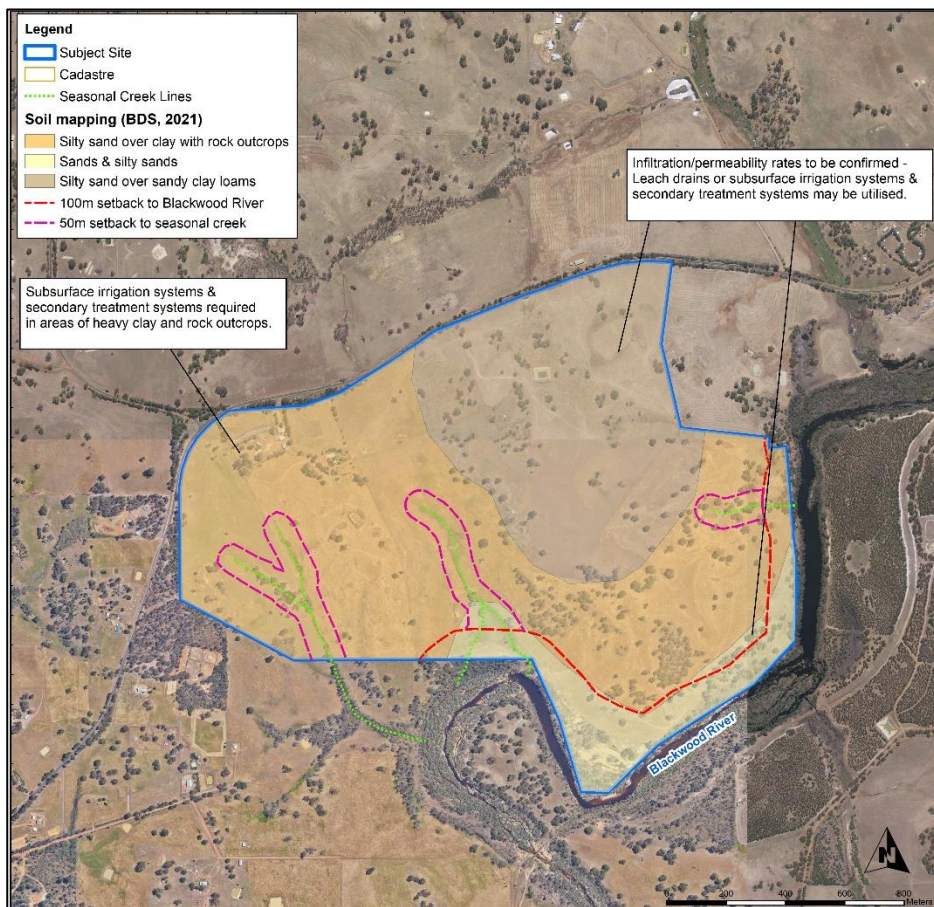 Legend
Subject Site
Cadastre
Seasonal Creek Lines
Soil mapping (BDS, 2021)
Silty sand over clay with rock outcrops
Sands & silty sands
Silty sand over sandy clay loams
100m setback to Blackwood River
50m setback to seasonal creek
Infiltration/permeability rates to be confirmed -
Leach drains or subsurface irrigation systems &
secondary treatment systems may be utilised.
Subsurface irrigation systems &
secondary treatment systems required
in areas of heavy clay and rock outcrops.
Blackwood River
N
0 200 400 600 800
Meters